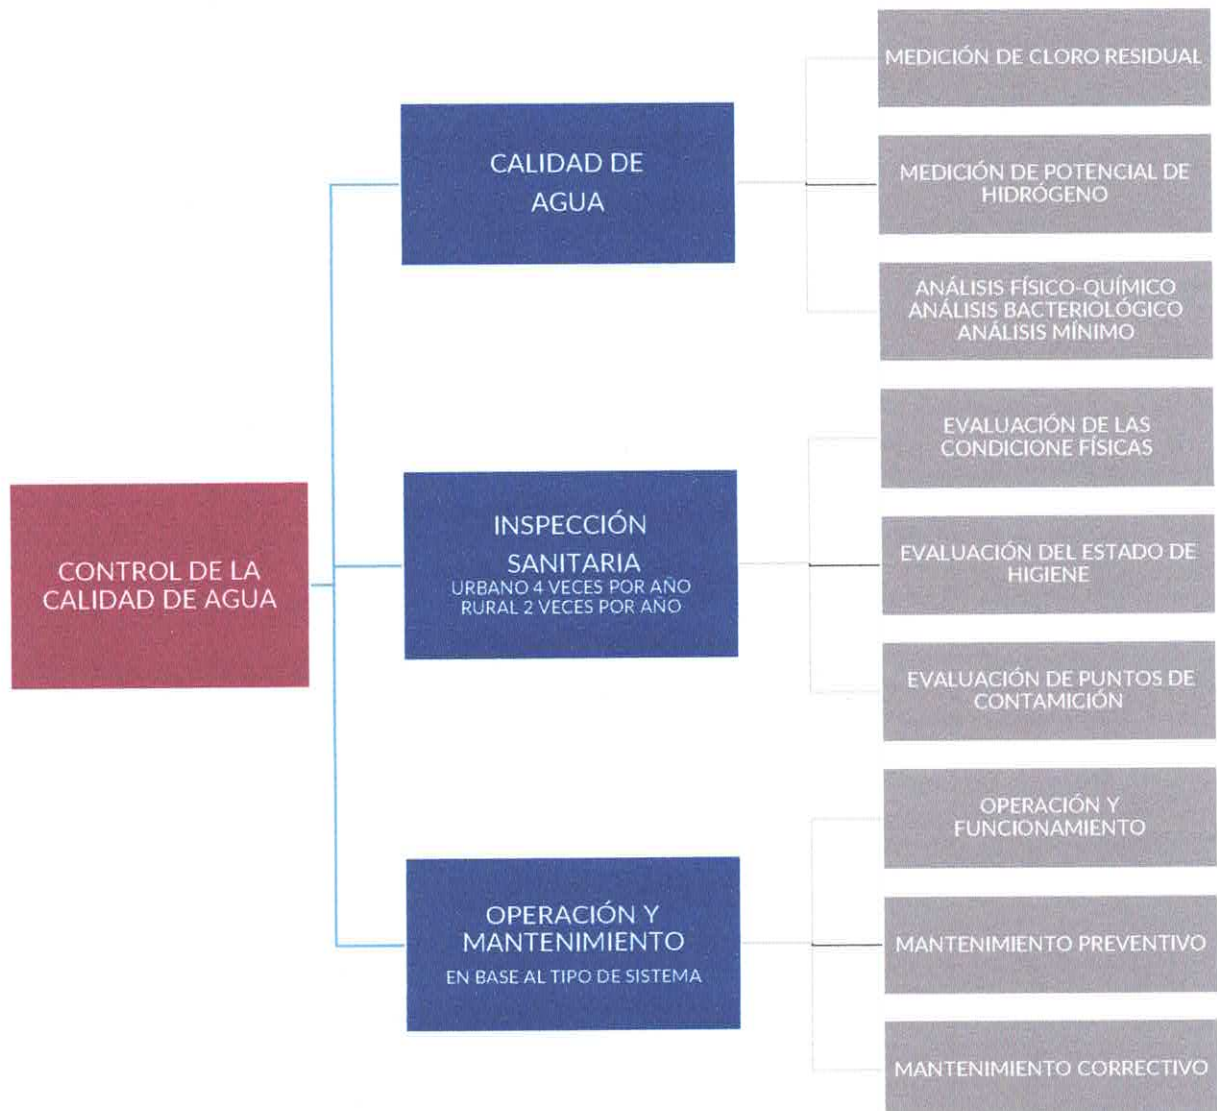 CONTROL DE LA
CALIDAD DE AGUA
CALIDAD DE
AGUA
MEDICIÓN DE CLORO RESIDUAL
MEDICIÓN DE POTENCIAL DE
HIDRÓGENO
ANÁLISIS FÍSICO-QUÍMICO
ANÁLISIS BACTERIOLÓGICO
ANÁLISIS MÍNIMO
INSPECCIÓN
SANITARIA
URBANO 4 VECES POR AÑO
RURAL 2 VECES POR AÑO
EVALUACIÓN DE LAS
CONDICIONE FÍSICAS
EVALUACIÓN DEL ESTADO DE
HIGIENE
EVALUACIÓN DE PUNTOS DE
CONTAMICIÓN
OPERACIÓN Y
MANTENIMIENTO
EN BASE AL TIPO DE SISTEMA
OPERACIÓN Y
FUNCIONAMIENTO
MANTENIMIENTO PREVENTIVO
MANTENIMIENTO CORRECTIVO